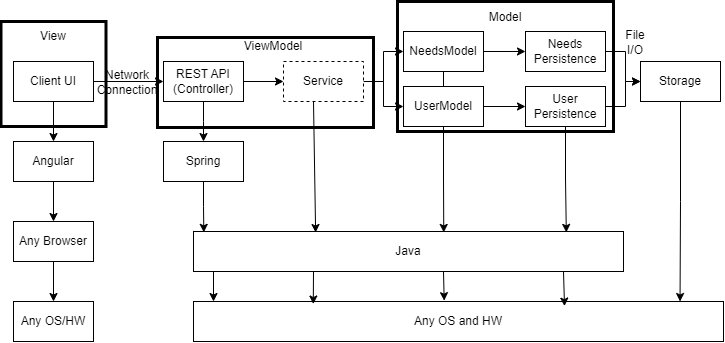 View
Client UI
Network
Connection
ViewModel
REST API
(Controller)
Service
Model
NeedsModel
Needs
Persistence
UserModel
User
Persistence
File
I/O
Storage
Angular
Spring
Any Browser
Java
Any OS/HW
Any OS and HW